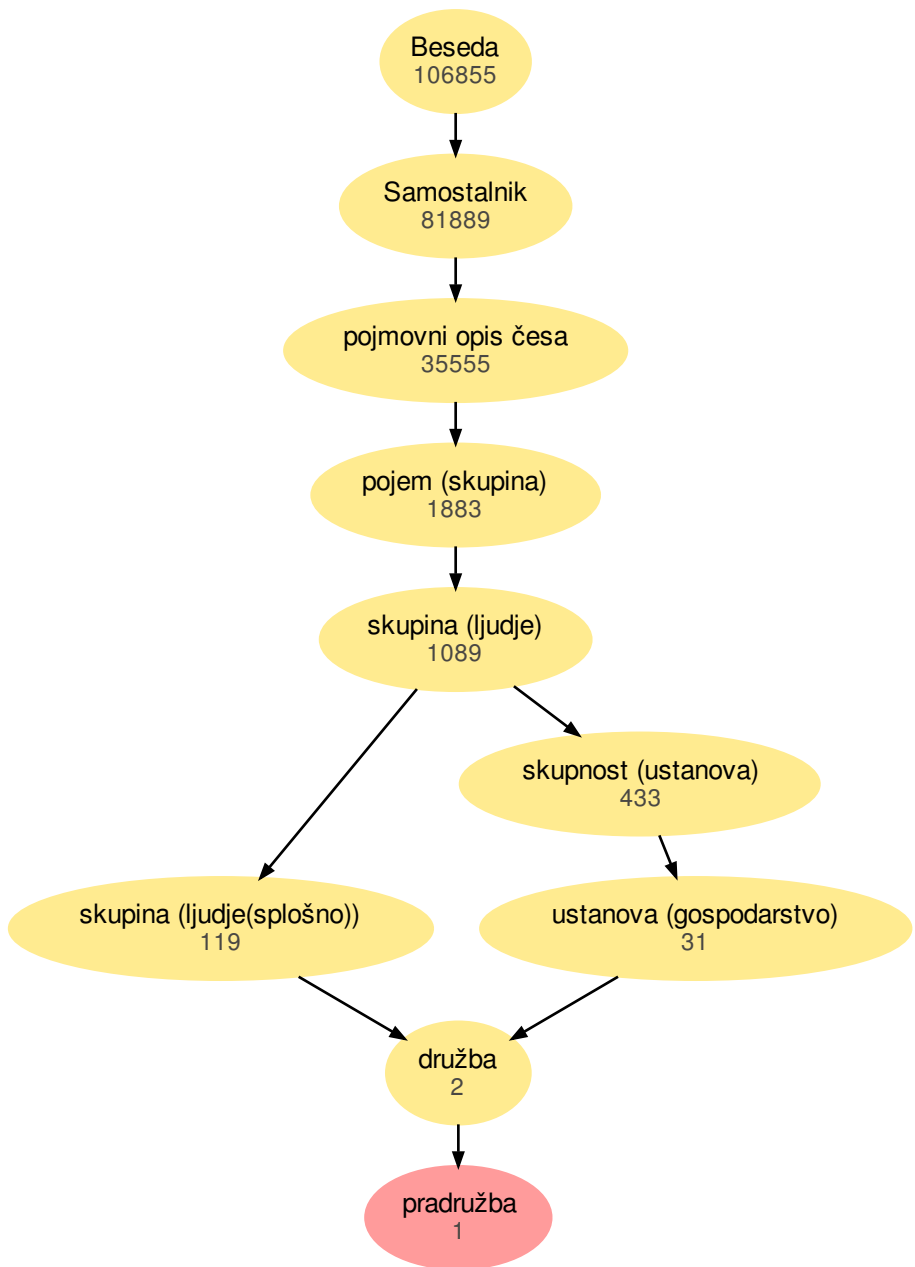 Beseda
106855
Samostalnik
81889
pojmovni opis česa
35555
pojem (skupina)
1883
skupina (ljudje)
1089
skupnost (ustanova)
433
skupina (ljudje(splošno))
119
ustanova (gospodarstvo)
31
družba
2
pradružba
1